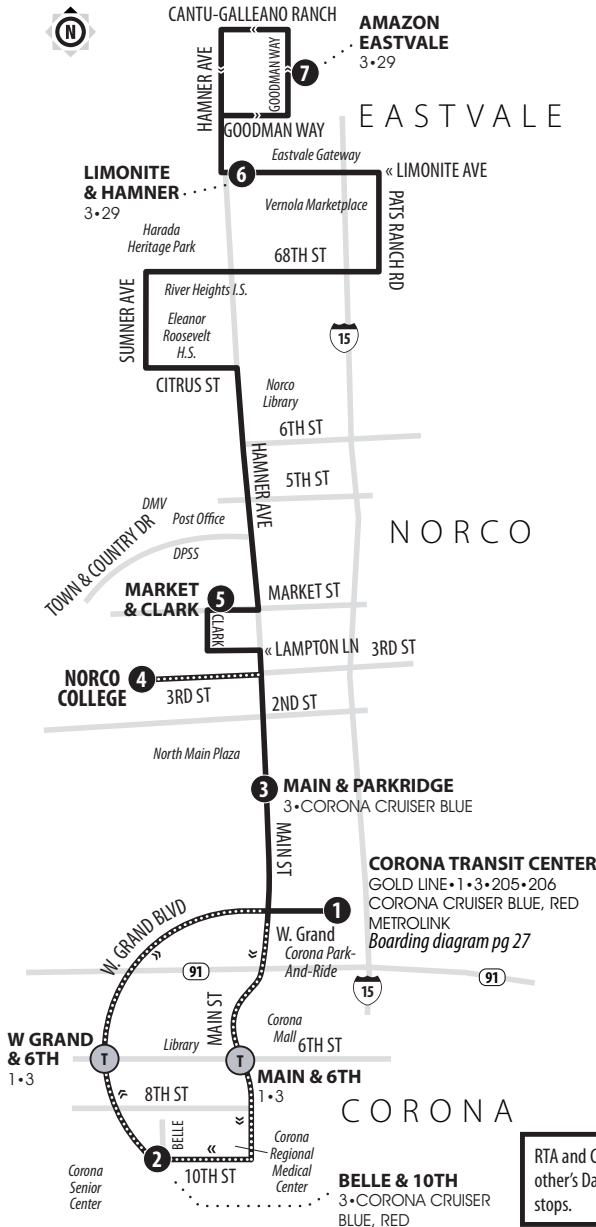 N
CANTU-GALLEANO RANCH
AMAZON
EASTVALE
3•29
HAMNER AVE
GOODMAN WAY
7
EASTVALE
GOODMAN WAY
Eastvale Gateway
LIMONITE
& HAMNER
3•29
6
« LIMONITE AVE
Vernola Marketplace
PATS RANCH RD
Harada
Heritage Park
68TH ST
SUMNER AVE
River Heights I.S.
Eleanor
Roosevelt
H.S.
15
CITRUS ST
Norco
Library
6TH ST
HAMNER AVE
5TH ST
DMV
Post Office
NORCO
TOWN & COUNTRY DR
DPSS
MARKET
& CLARK
5
MARKET ST
CLARK
« LAMPTON LN
3RD ST
NORCO
COLLEGE
4
3RD ST
2ND ST
North Main Plaza
3
MAIN & PARKRIDGE
3•CORONA CRUISER BLUE
MAIN ST
CORONA TRANSIT CENTER
GOLD LINE•1•3•205•206
CORONA CRUISER BLUE, RED
METROLINK
Boarding diagram pg 27
1
W. GRAND BLVD
W. Grand
Corona Park-
And-Ride
91
91
15
MAIN ST
Corona
Mall
W GRAND
& 6TH
1•3
T
Library
T
6TH ST
MAIN & 6TH
1•3
8TH ST
CORONA
BELLE
2
10TH ST
Corona
Regional
Medical
Center
Corona
Senior
Center
BELLE & 10TH
3•CORONA CRUISER
BLUE, RED
RTA and C
other's Da
stops.